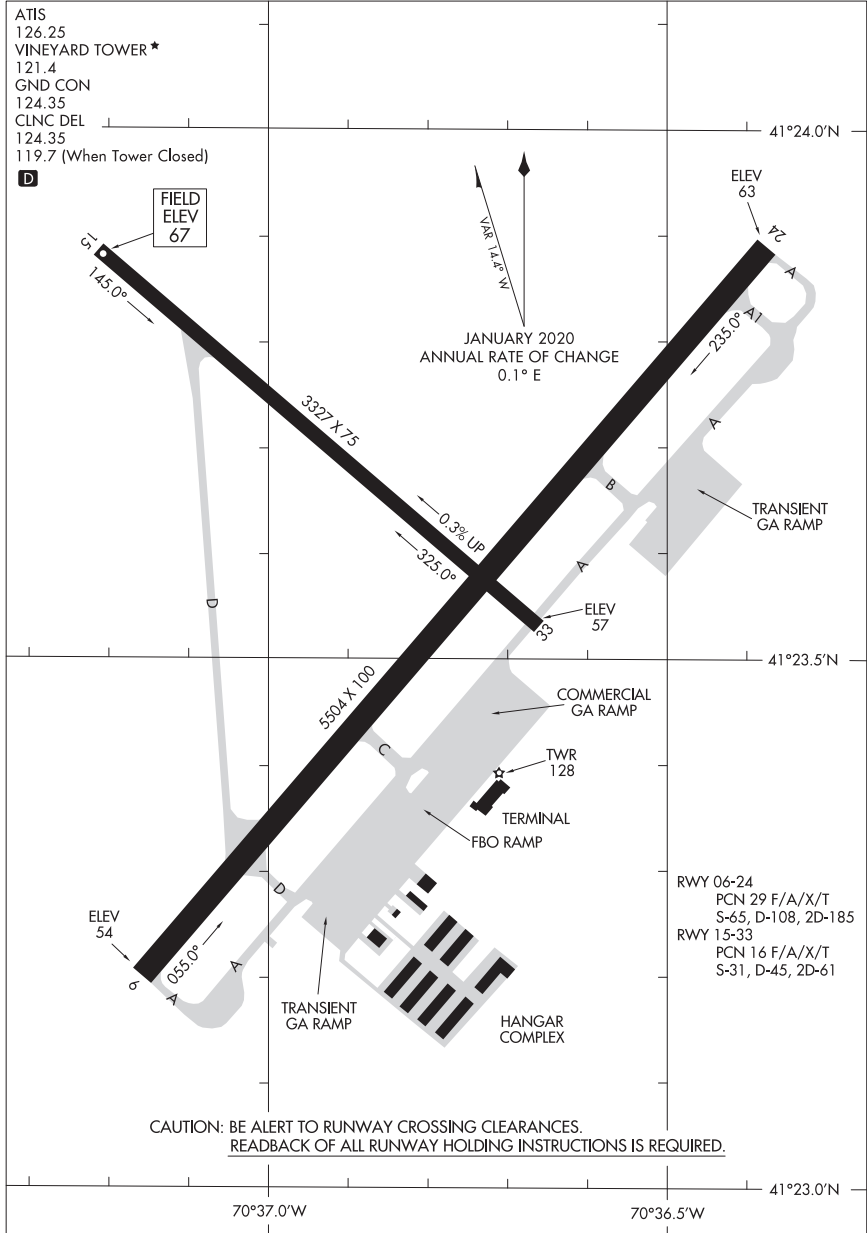 ATIS
126.25
VINEYARD TOWER ★
121.4
GND CON
124.35
CLNC DEL
124.35
119.7 (When Tower Closed)
D
41°24.0'N
FIELD
ELEV
67
15
145.0°
VAR 14.4° W
JANUARY 2020
ANNUAL RATE OF CHANGE
0.1° E
ELEV
63
24
A
A1
235.0°
A
3327 X 75
0.3% UP
325.0°
B
TRANSIENT
GA RAMP
A
D
ELEV
57
33
41°23.5'N
5504 X 100
COMMERCIAL
GA RAMP
C
TWR
128
TERMINAL
FBO RAMP
D
RWY 06-24
PCN 29 F/A/X/T
S-65, D-108, 2D-185
RWY 15-33
PCN 16 F/A/X/T
S-31, D-45, 2D-61
ELEV
54
6
055.0°
A
A
TRANSIENT
GA RAMP
HANGAR
COMPLEX
CAUTION: BE ALERT TO RUNWAY CROSSING CLEARANCES.
READBACK OF ALL RUNWAY HOLDING INSTRUCTIONS IS REQUIRED.
41°23.0'N
70°37.0'W
70°36.5'W